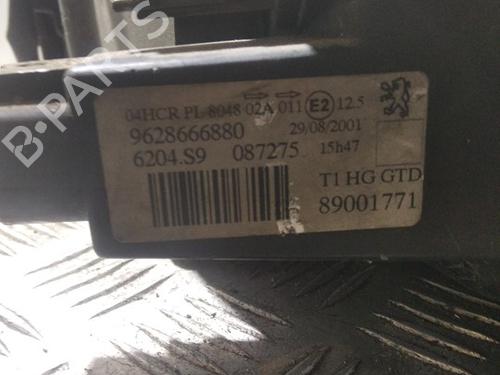 B-PARTS
04HCR PL 8048 02A 011 E2 12.5
9628666880 29/08/2001
6204.S9 087275 15h47
T1 HG GTD
89001771